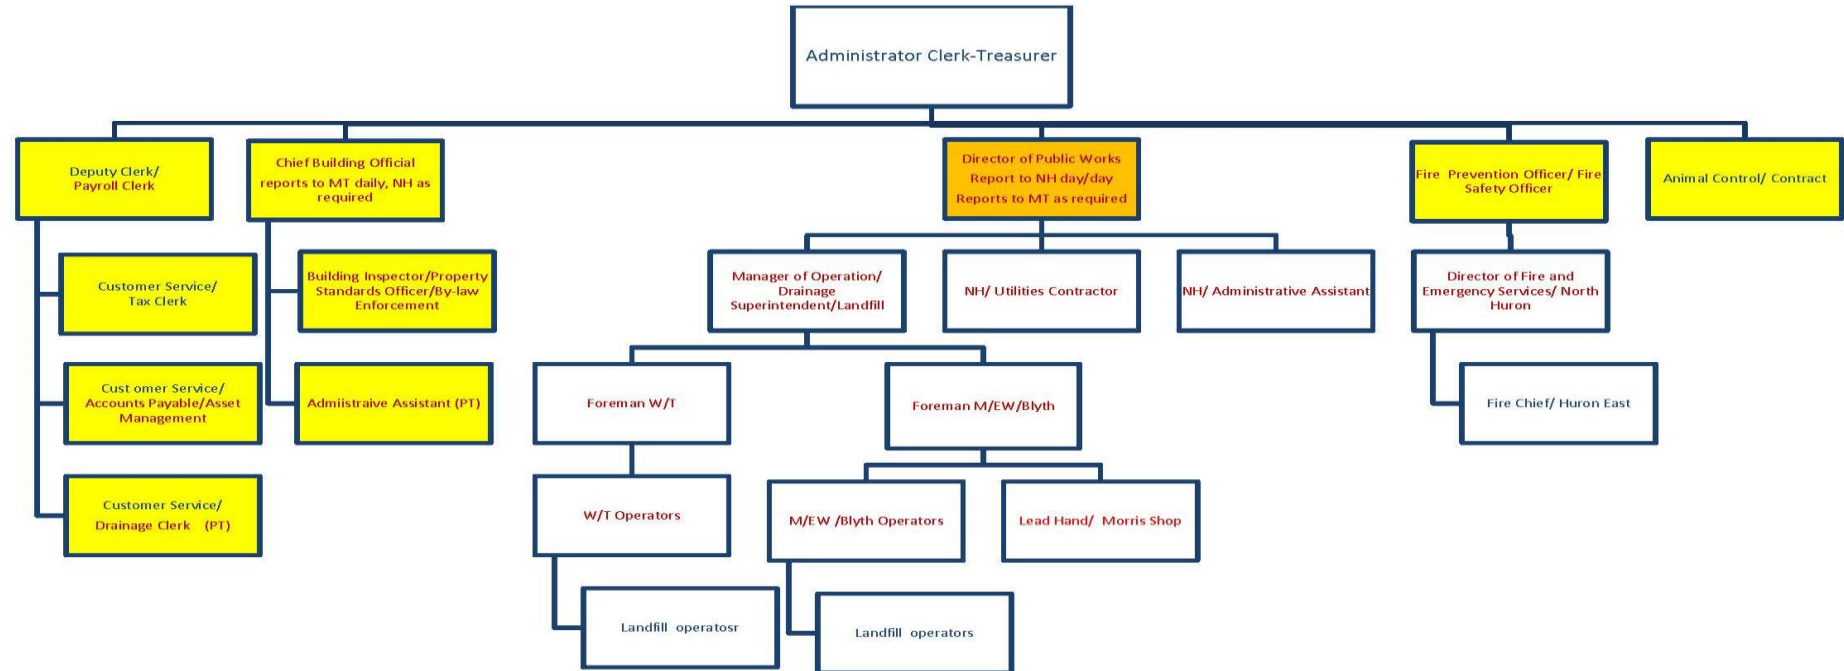 Administrator Clerk-Treasurer
Deputy Clerk/
Payroll Clerk
Chief Building Official
reports to MT daily, NH as
required
Director of Public Works
Report to NH day/day
Reports to MT as required
Fire Prevention Officer/ Fire
Safety Officer
Animal Control/ Contract
Customer Service/
Tax Clerk
Building Inspector/Property
Standards Officer/By-law
Enforcement
Manager of Operation/
Drainage
Superintendent/Landfill
NH/ Utilities Contractor
NH/ Administrative Assistant
Director of Fire and
Emergency Services/ North
Huron
Cust omer Service/
Accounts Payable/Asset
Management
Admiistraive Assistant (PT)
Foreman W/T
Foreman M/EW/Blyth
Fire Chief/ Huron East
Customer Service/
Drainage Clerk (PT)
W/T Operators
M/EW /Blyth Operators
Lead Hand/ Morris Shop
Landfill operatosr
Landfill operators